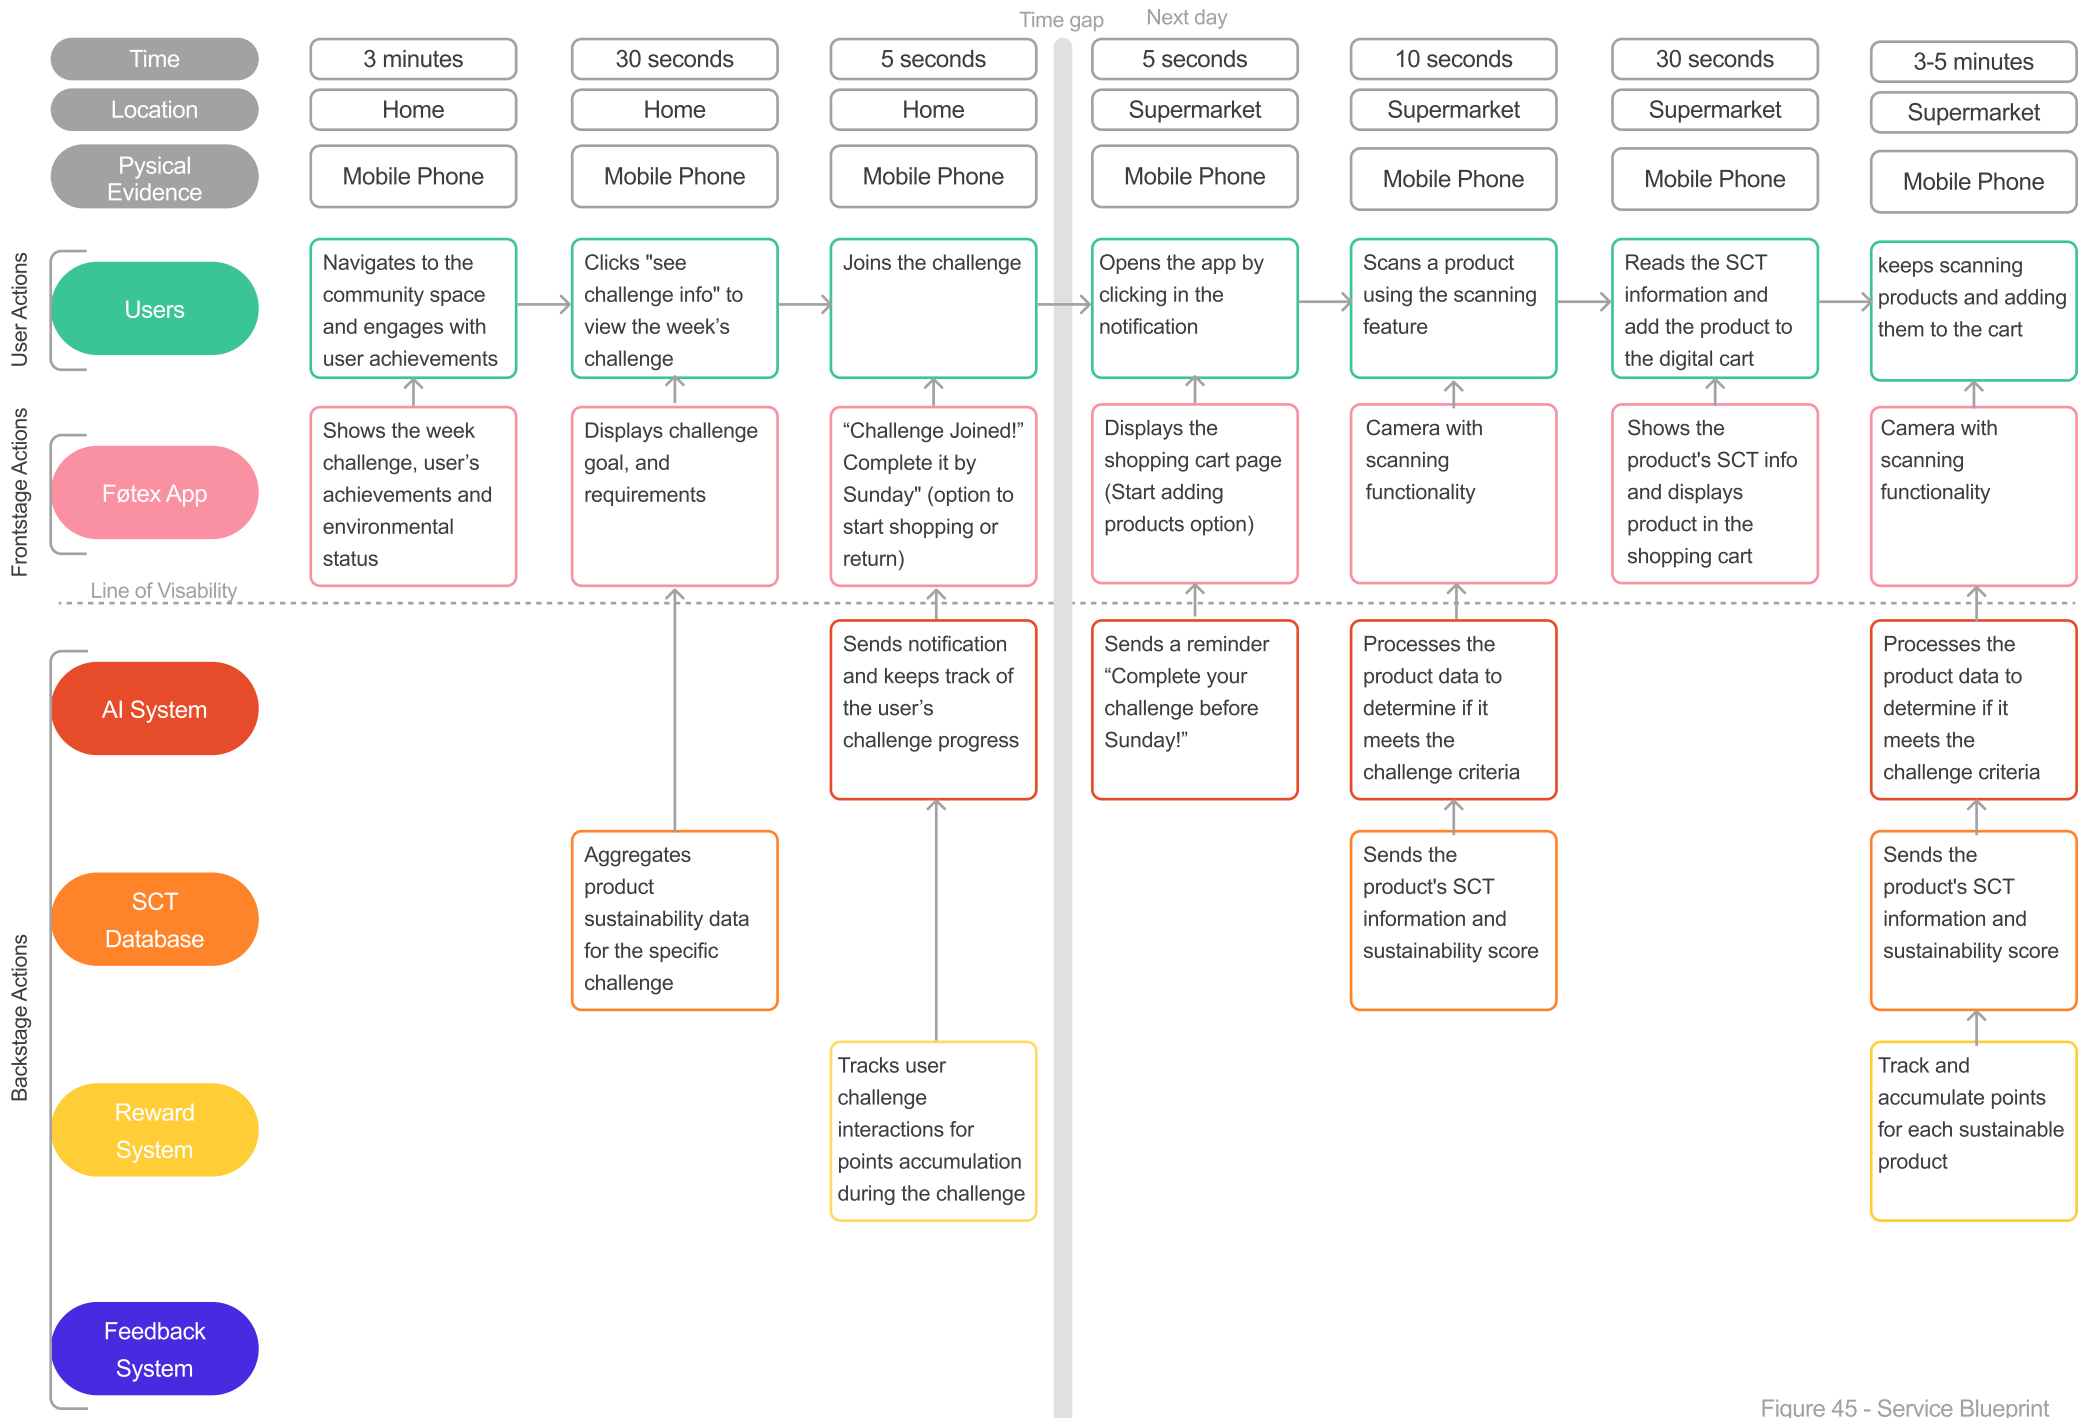 Time gap
Next day
Time
3 minutes
30 seconds
5 seconds
5 seconds
10 seconds
30 seconds
3-5 minutes
Location
Home
Home
Home
Supermarket
Supermarket
Supermarket
Supermarket
Pysical
Evidence
Mobile Phone
Mobile Phone
Mobile Phone
Mobile Phone
Mobile Phone
Mobile Phone
Mobile Phone
User Actions
Users
Navigates to the
community space
and engages with
user achievements
Clicks "see
challenge info" to
view the week’s
challenge
Joins the challenge
Opens the app by
clicking in the
notification
Scans a product
using the scanning
feature
Reads the SCT
information and
add the product to
the digital cart
keeps scanning
products and adding
them to the cart
Frontstage Actions
Føtex App
Shows the week
challenge, user’s
achievements and
environmental
status
Displays challenge
goal, and
requirements
“Challenge Joined!”
Complete it by
Sunday" (option to
start shopping or
return)
Displays the
shopping cart page
(Start adding
products option)
Camera with
scanning
functionality
Shows the
product's SCT info
and displays
product in the
shopping cart
Camera with
scanning
functionality
Line of Visability
Backstage Actions
AI System
Sends notification
and keeps track of
the user’s
challenge progress
Sends a reminder
“Complete your
challenge before
Sunday!”
Processes the
product data to
determine if it
meets the
challenge criteria
Processes the
product data to
determine if it
meets the
challenge criteria
SCT
Database
Aggregates
product
sustainability data
for the specific
challenge
Sends the
product's SCT
information and
sustainability score
Sends the
product's SCT
information and
sustainability score
Reward
System
Tracks user
challenge
interactions for
points accumulation
during the challenge
Track and
accumulate points
for each sustainable
product
Feedback
System
Figure 45 - Service Blueprint